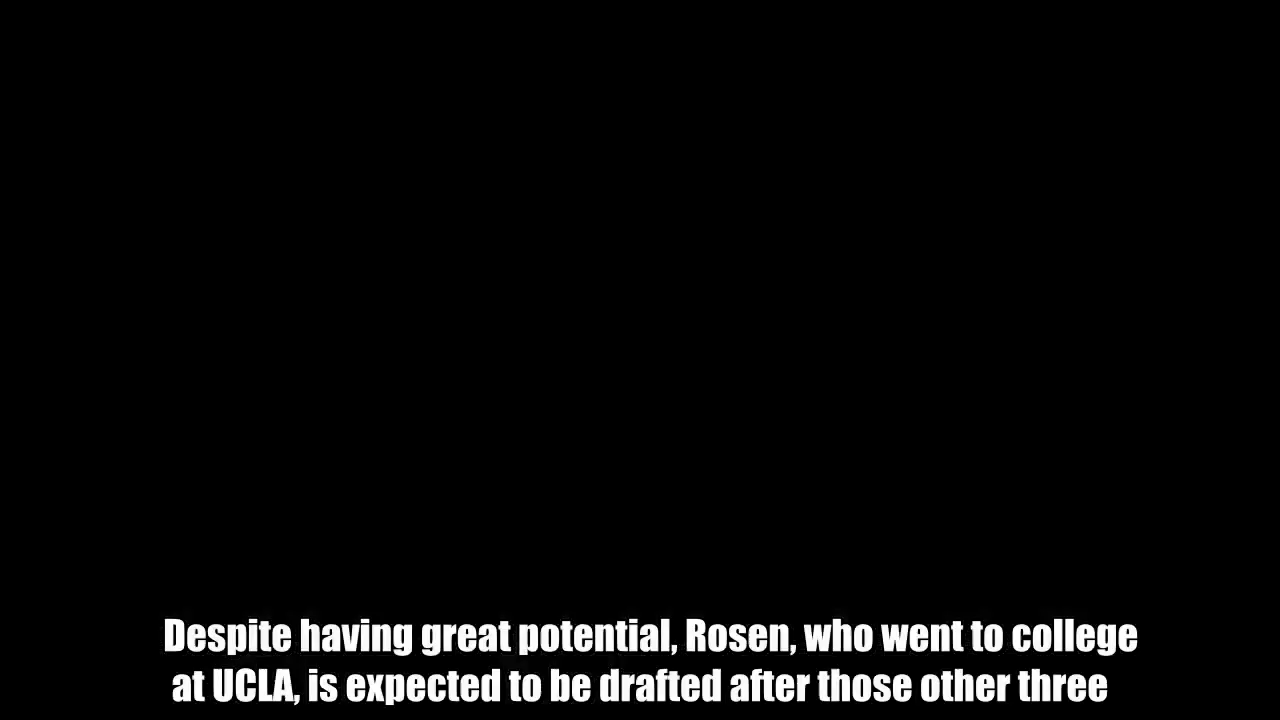 Despite having great potential, Rosen, who went to college
at UCLA, is expected to be drafted after those other three